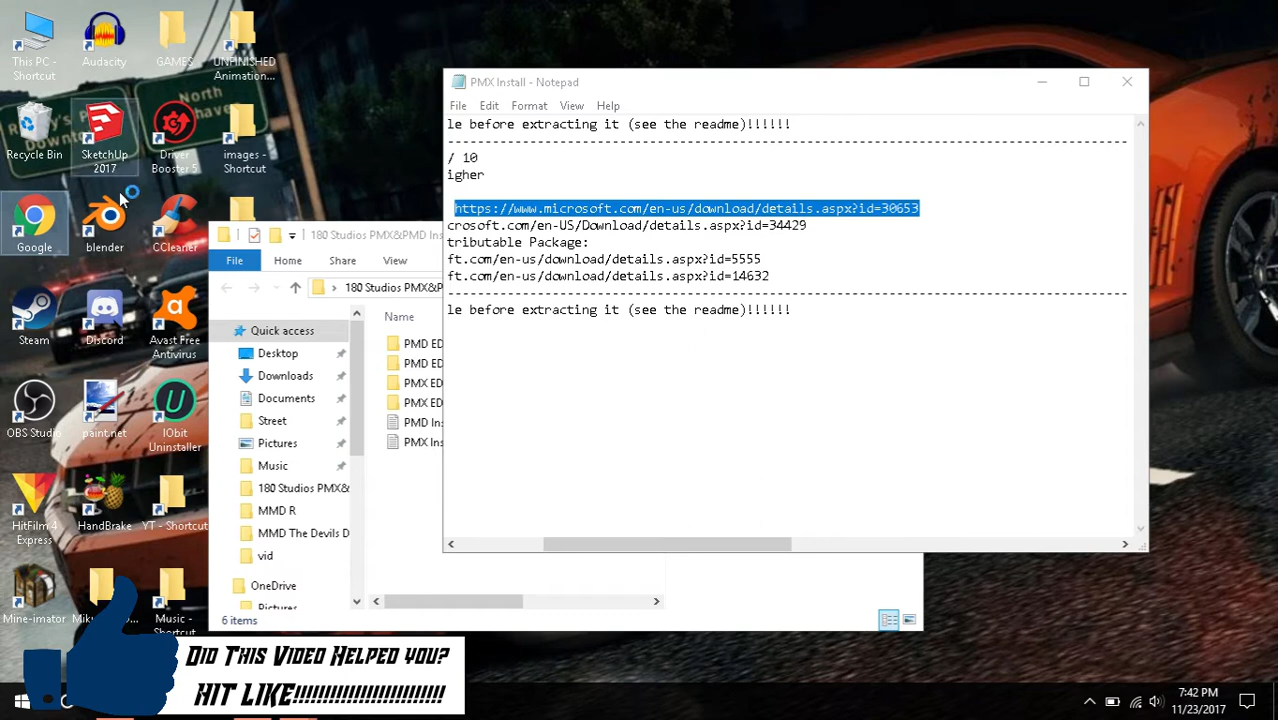 This PC -
Shortcut
Audacity
GAMES
UNFINISHED
Animation...
Recycle Bin
SketchUp
2017
Driver
Booster 5
images -
Shortcut
Google
blender
CCleaner
Steam
Discord
Avast Free
Antivirus
OBS Studio
paint.net
IObit
Uninstaller
HitFilm 4
Express
HandBrake
YT - Shortcut
Mine-imator
Music -
Shortcut
North
PMX Install - Notepad
File Edit Format View Help
le before extracting it (see the readme)!!!!!!
/ 10
igher
https://www.microsoft.com/en-us/download/details.aspx?id=30653
crosoft.com/en-US/Download/details.aspx?id=34429
tributable Package:
ft.com/en-us/download/details.aspx?id=5555
ft.com/en-us/download/details.aspx?id=14632
le before extracting it (see the readme)!!!!!!
180 Studios PMX&PMD Ins
File Home Share View
180 Studios PMX&P
Name
Quick access
Desktop
Downloads
Documents
Street
Pictures
Music
180 Studios PMX&
MMD R
MMD The Devils D
vid
OneDrive
Pictures
PMD ED
PMD ED
PMX ED
PMX ED
PMD Ins
PMX Ins
6 items
DID THIS VIDEO HELPED YOU?
HIT LIKE!!!!!!!!!!!!!!!!!!!!!!!!!!!!!!
7:42 PM
11/23/2017